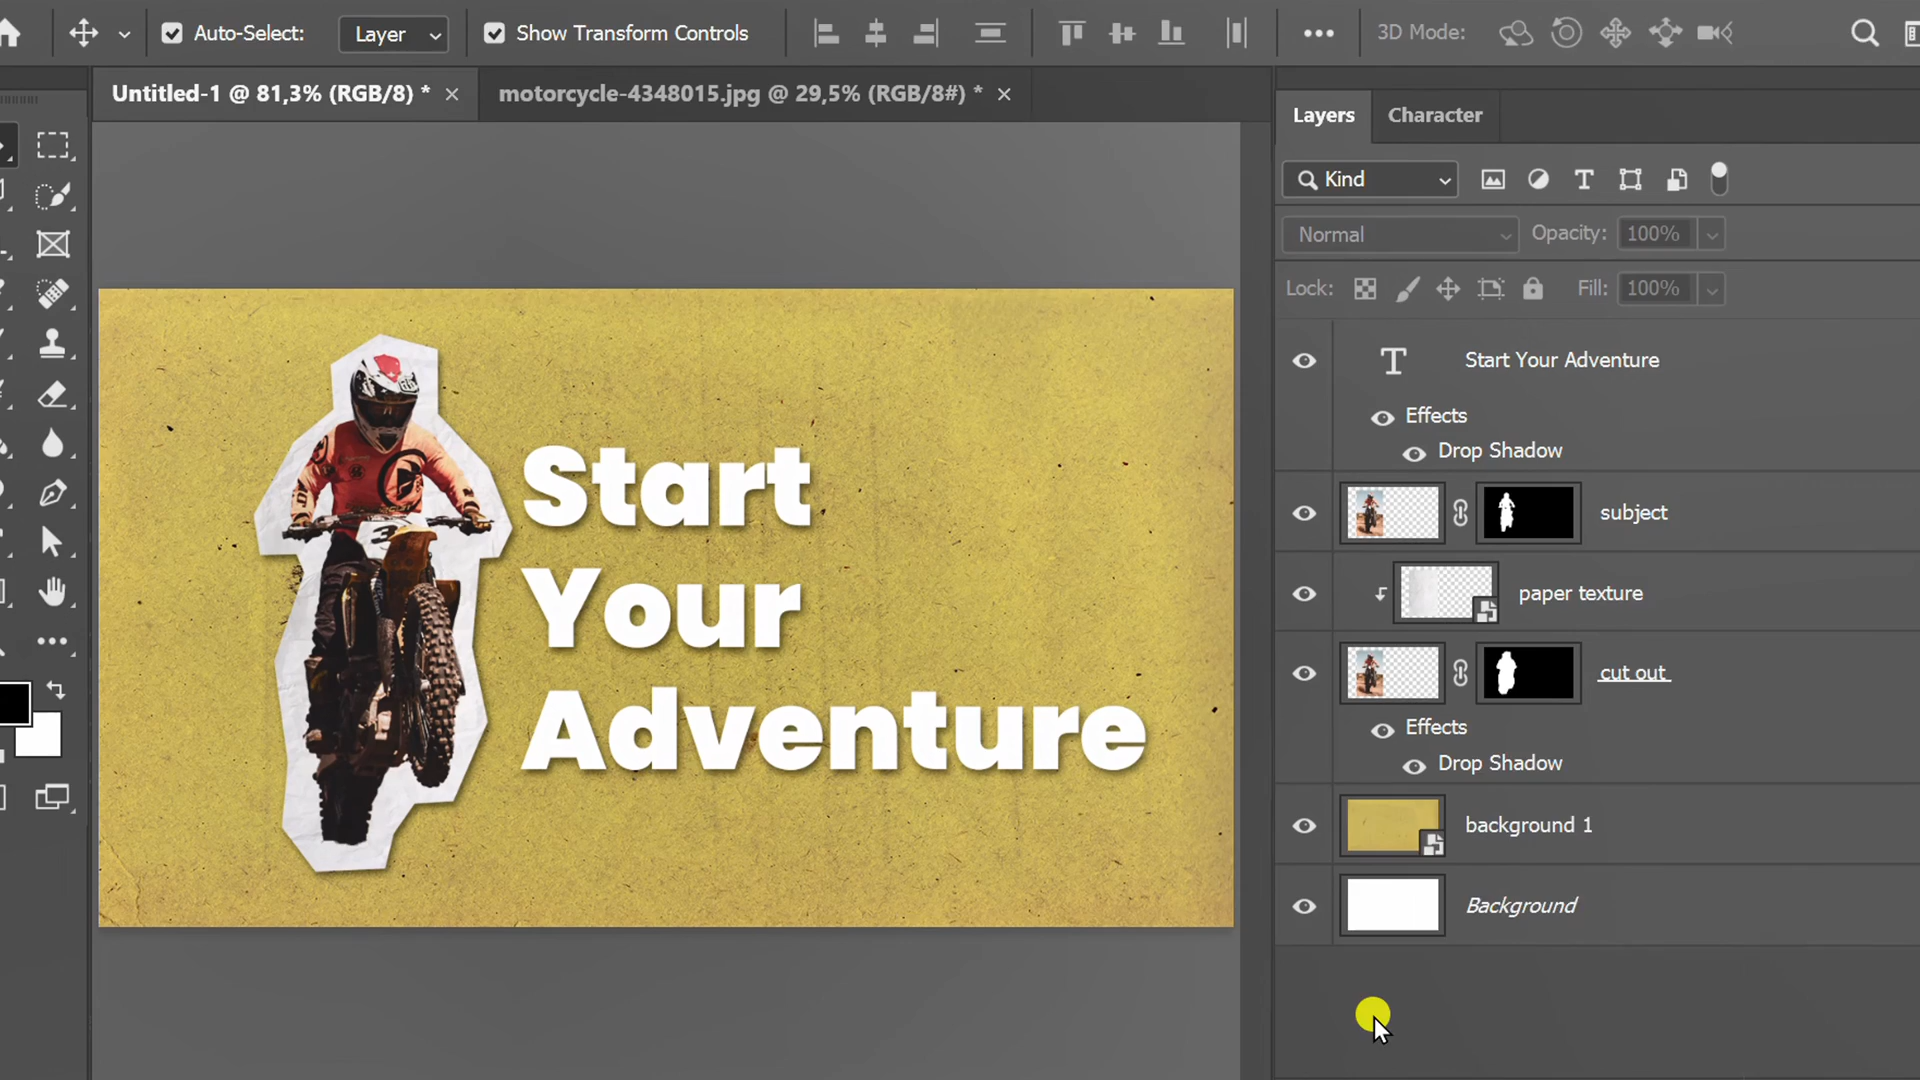 Auto-Select:
Layer
Show Transform Controls
3D Mode:
Untitled-1 @ 81,3% (RGB/8) *
motorcycle-4348015.jpg @ 29,5% (RGB/8#) *
Layers
Character
Kind
Normal
Opacity:
100%
Lock:
Fill:
100%
Start
Your
Adventure
Start Your Adventure
Effects
Drop Shadow
subject
paper texture
cut out
Effects
Drop Shadow
background 1
Background